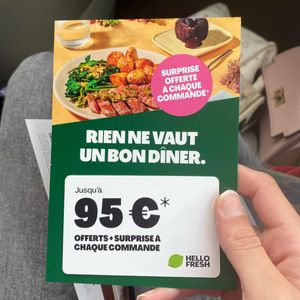 SURPRISE
OFFERTE
À CHAQUE
COMMANDE*
RIEN NE VAUT
UN BON DÎNER.
Jusqu'à
95 €*
OFFERTS + SURPRISE À
CHAQUE COMMANDE
HELLO
FRESH